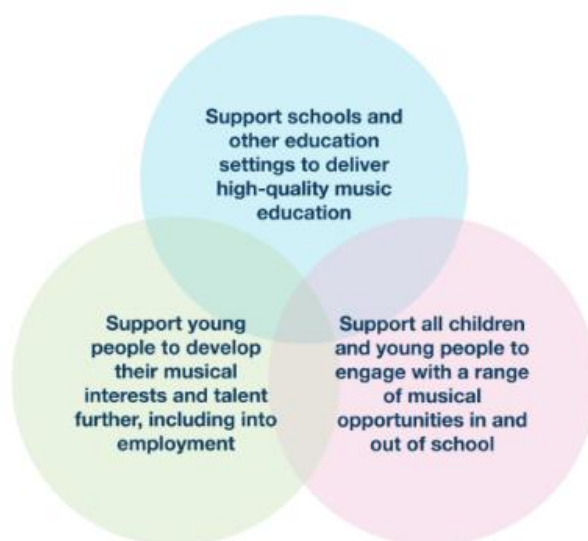 Support schools and
other education
settings to deliver
high-quality music
education
Support young
people to develop
their musical
interests and talent
further, including into
employment
Support all children
and young people to
engage with a range
of musical
opportunities in and
out of school